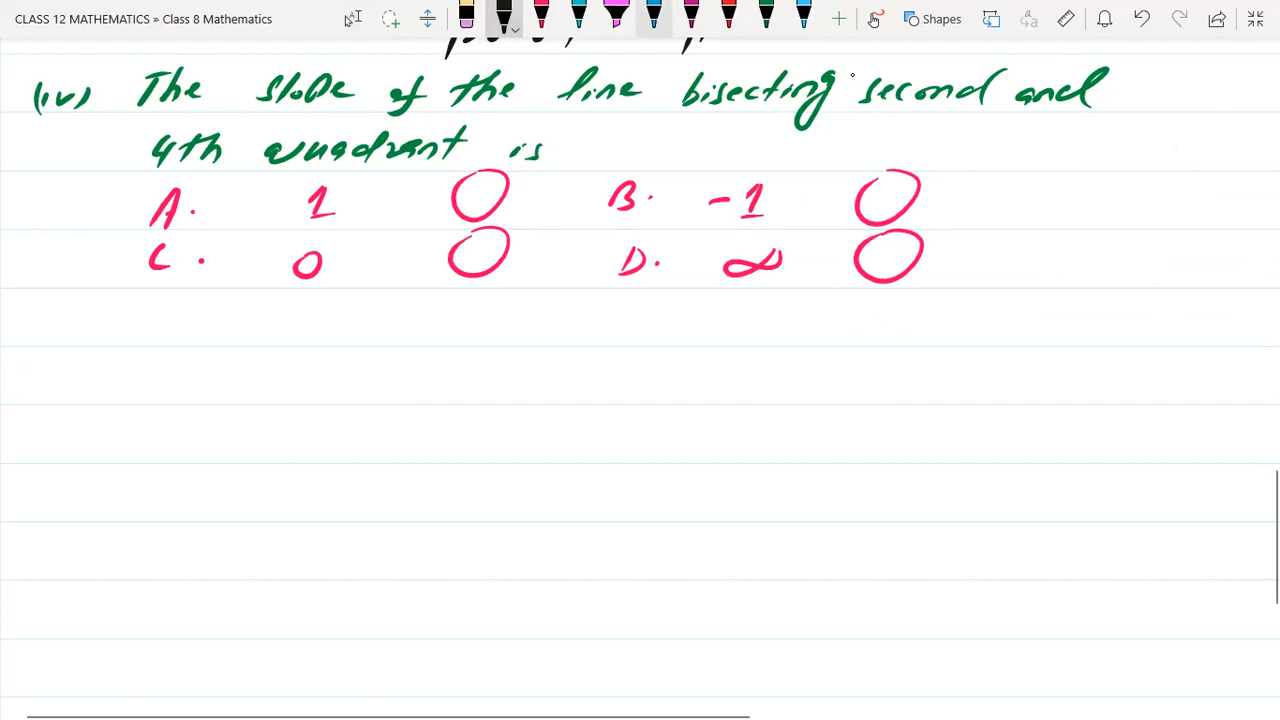 CLASS 12 MATHEMATICS » Class 8 Mathematics
Shapes
(iv) The slope of the line bisecting second and
4th quadrant is
A. 1 B. -1
C. 0 D. ∞